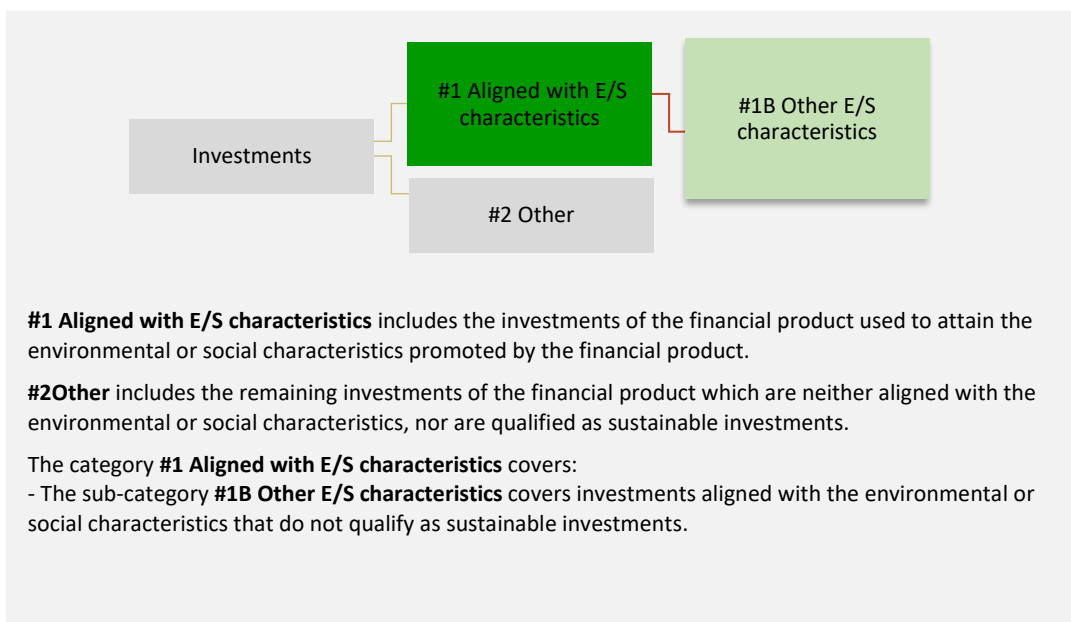 #1 Aligned with E/S
characteristics
#1B Other E/S
characteristics
Investments
#2 Other
#1 Aligned with E/S characteristics includes the investments of the financial product used to attain the
environmental or social characteristics promoted by the financial product.
#2Other includes the remaining investments of the financial product which are neither aligned with the
environmental or social characteristics, nor are qualified as sustainable investments.
The category #1 Aligned with E/S characteristics covers:
- The sub-category #1B Other E/S characteristics covers investments aligned with the environmental or
social characteristics that do not qualify as sustainable investments.